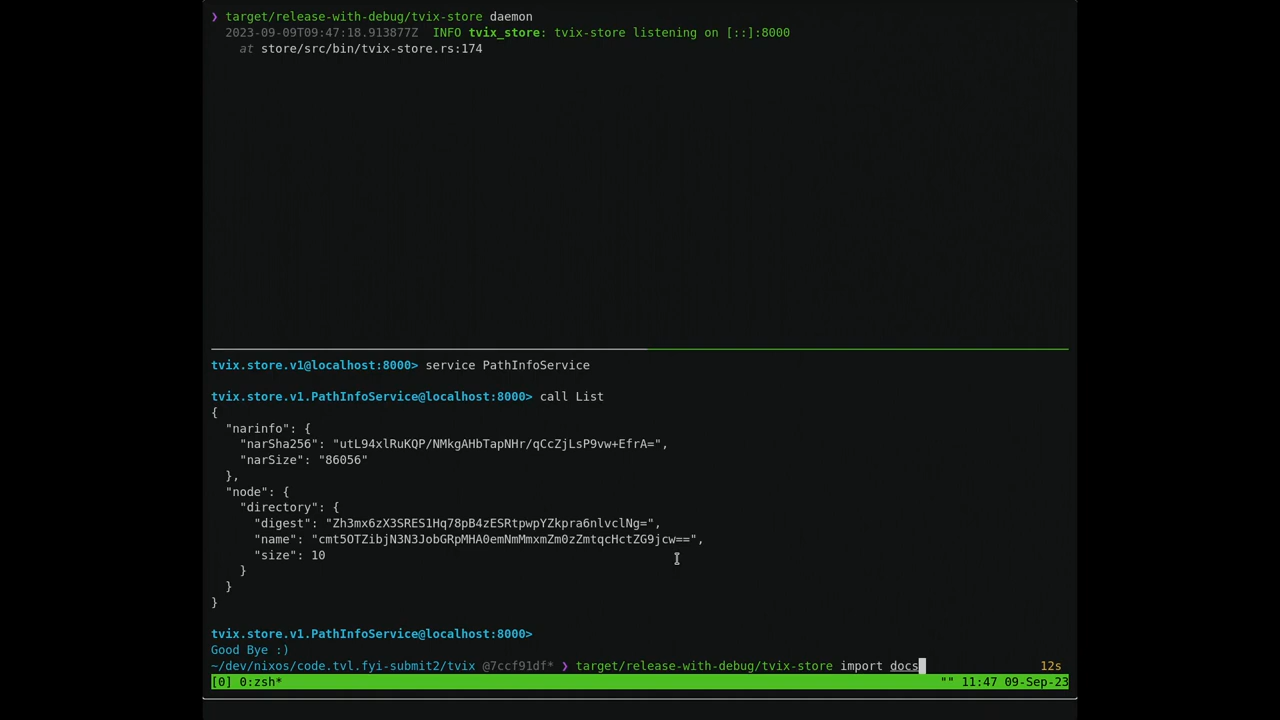 ❯ target/release-with-debug/tvix-store daemon
2023-09-09T09:47:18.913877Z  INFO tvix_store: tvix-store listening on [::]:8000
at store/src/bin/tvix-store.rs:174
tvix.store.v1@localhost:8000> service PathInfoService
tvix.store.v1.PathInfoService@localhost:8000> call List
{
"narinfo": {
"narSha256": "utL94xlRuKQP/NMkgAHbTapNHr/qCcZjLsP9vw+EfrA=",
"narSize": "86056"
},
"node": {
"directory": {
"digest": "Zh3mx6zX3SRES1Hq78pB4zESRtpwpYZkpra6nlvclNg=",
"name": "cmt5OTZibjN3N3JobGRpMHA0emNmMmxmZm0zZmtqcHctZG9jcw==",
"size": 10
}
}
}
tvix.store.v1.PathInfoService@localhost:8000>
Good Bye :)
~/dev/nixos/code.tvl.fyi-submit2/tvix @7ccf91df* ❯ target/release-with-debug/tvix-store import docs 12s
[0] 0:zsh* "" 11:47 09-Sep-23